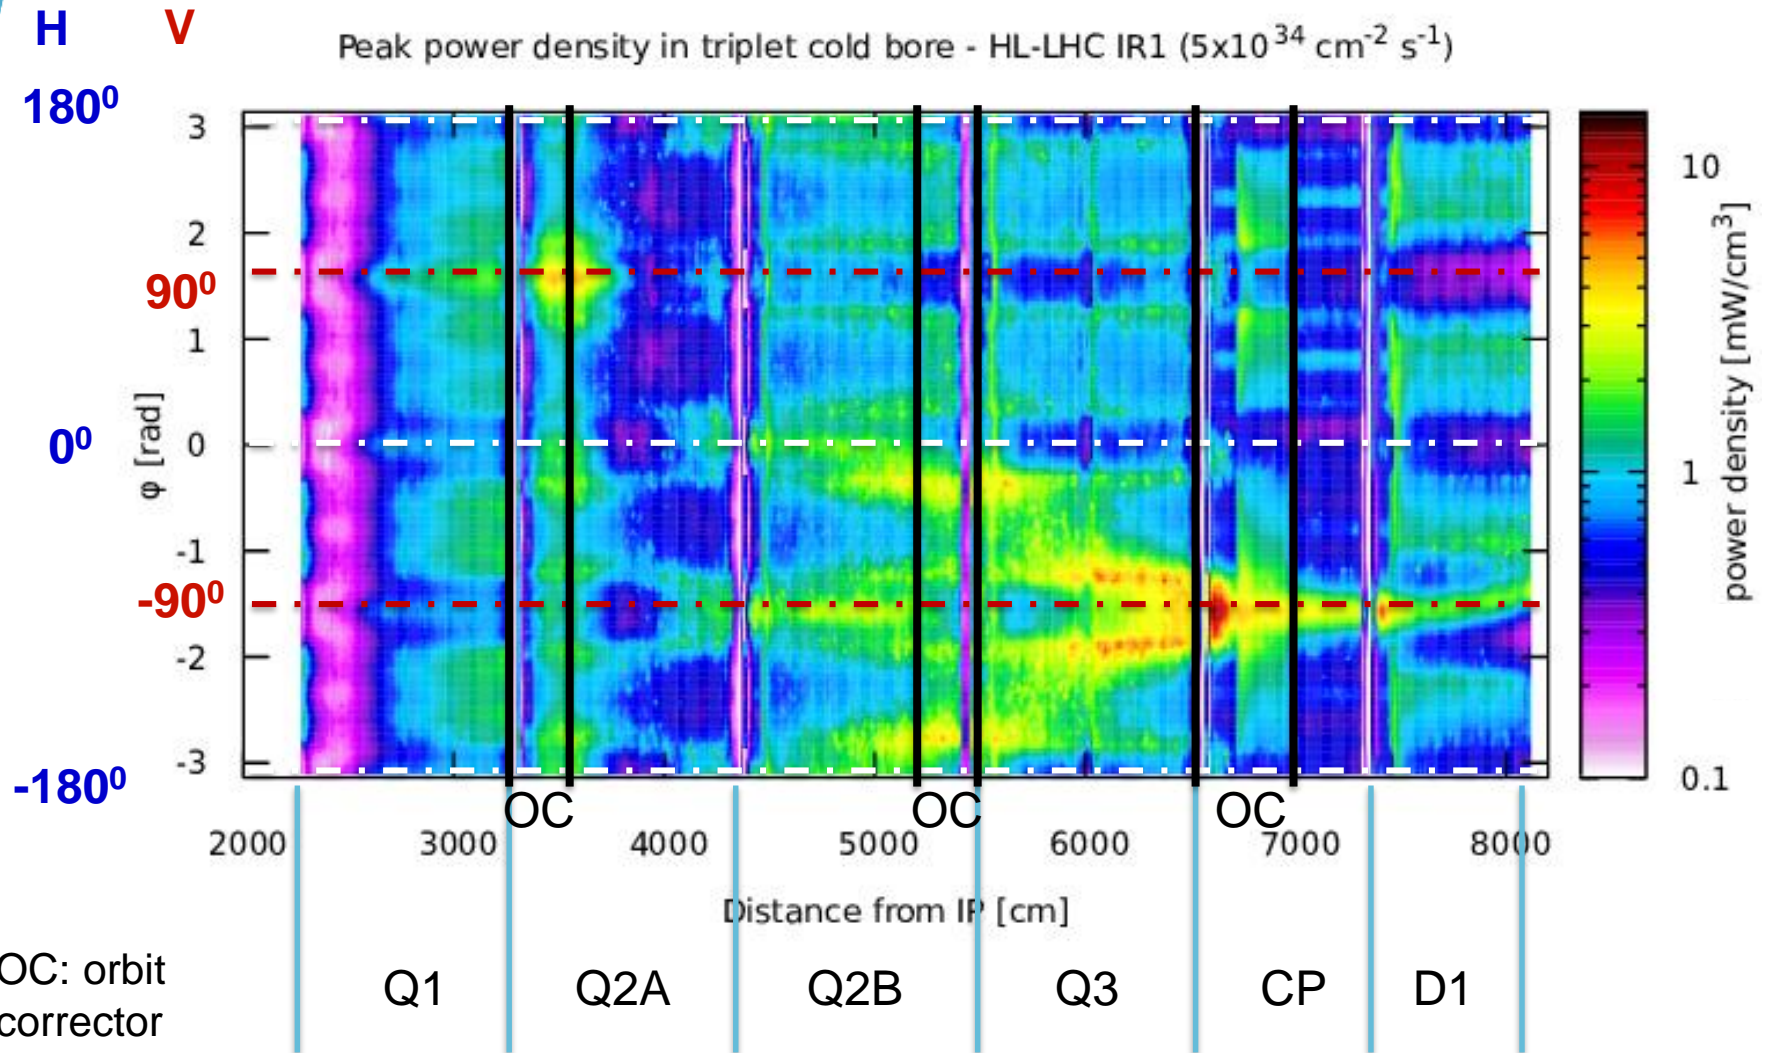 H V
Peak power density in triplet cold bore - HL-LHC IR1 (5x10³⁴ cm⁻² s⁻¹)
180⁰
90⁰
0⁰
-90⁰
-180⁰
φ [rad]
3
2
1
0
-1
-2
-3
10
1
0.1
power density [mW/cm³]
OC OC OC
2000 3000 4000 5000 6000 7000 8000
Distance from IP [cm]
OC: orbit
corrector
Q1 Q2A Q2B Q3 CP D1